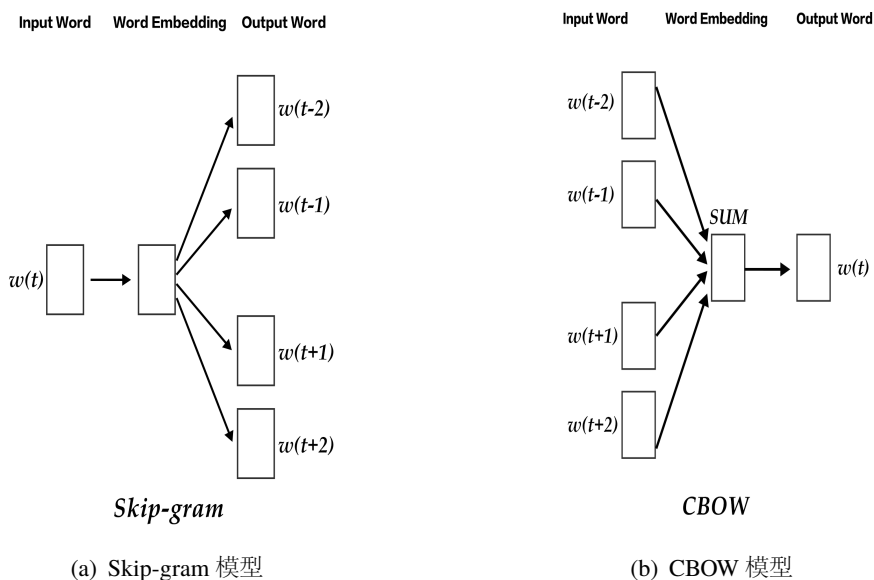 Input Word Word Embedding Output Word
w(t-2)
w(t-1)
w(t)
w(t+1)
w(t+2)
Skip-gram
(a) Skip-gram 模型
Input Word Word Embedding Output Word
w(t-2)
w(t-1)
SUM
w(t)
w(t+1)
w(t+2)
CBOW
(b) CBOW 模型